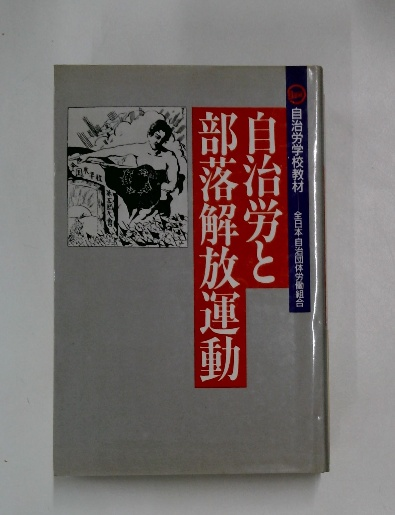 自治労学校教材──全日本自治団体労働組合
自治労と
部落解放運動